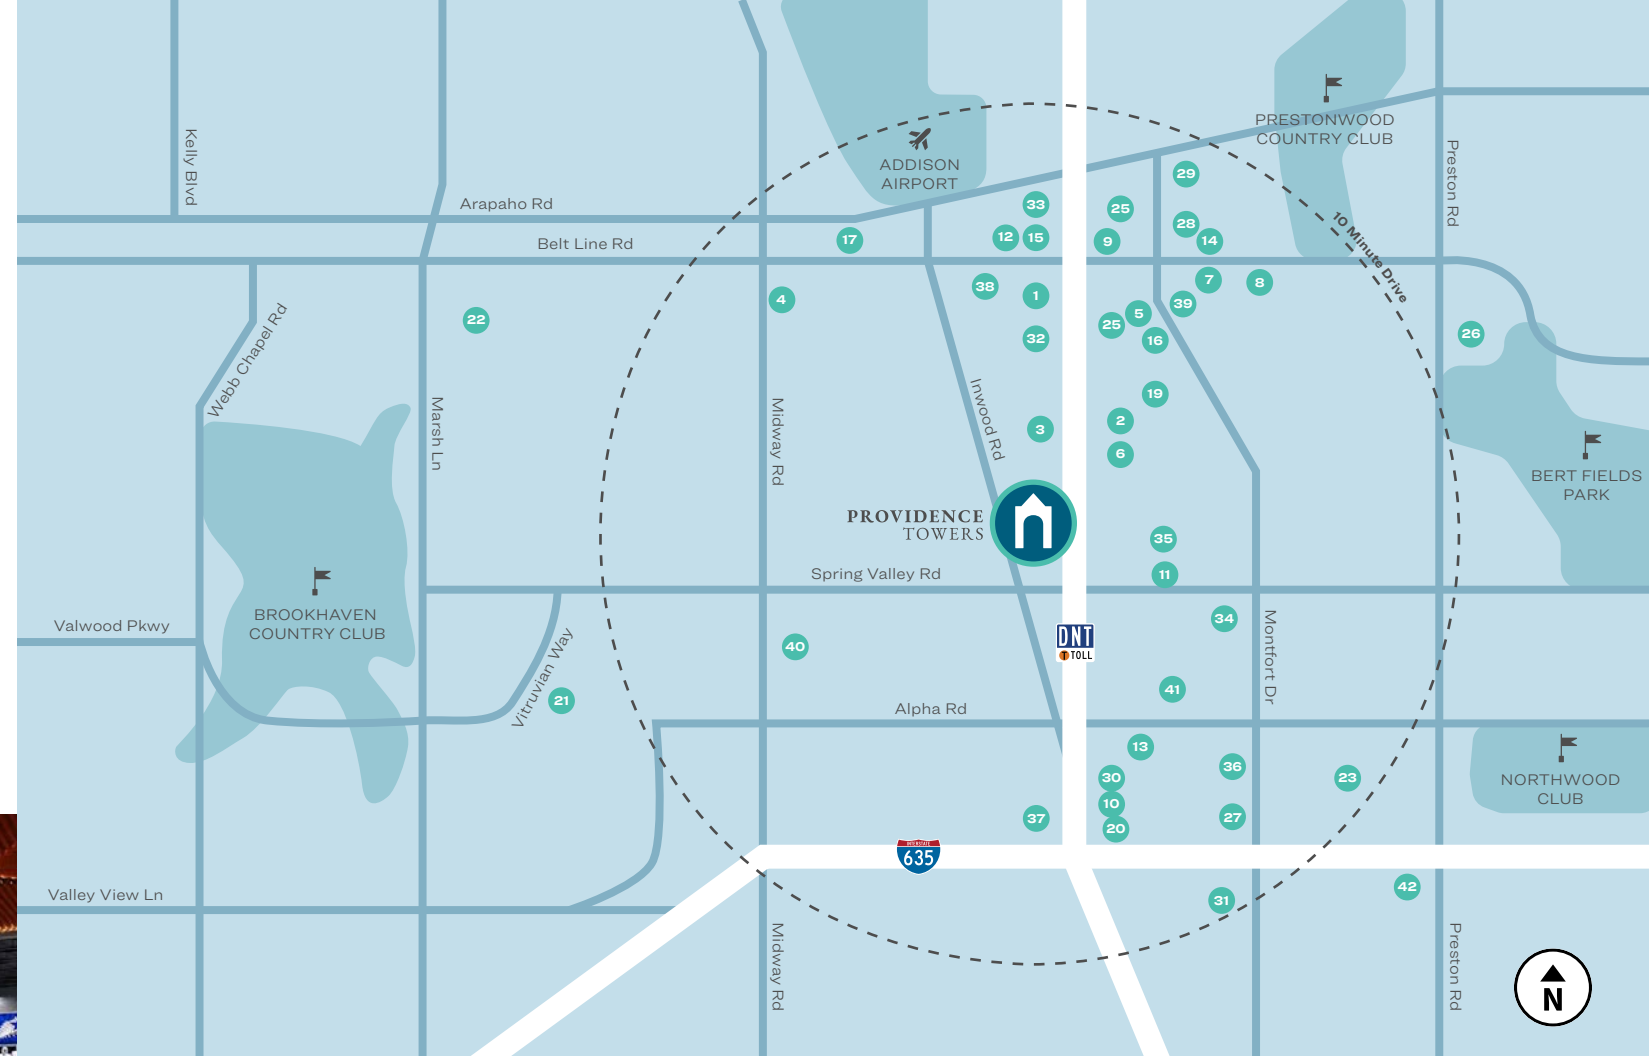 PRESTONWOOD
COUNTRY CLUB
ADDISON
AIRPORT
Kelly Blvd
Preston Rd
29
Arapaho Rd
33
25
10 Minute Drive
28
Belt Line Rd
17
12
15
9
14
38
1
7
8
4
39
22
5
25
32
16
26
Webb Chapel Rd
Marsh Ln
Midway Rd
Inwood Rd
19
2
3
6
BERT FIELDS
PARK
PROVIDENCE
TOWERS
35
Spring Valley Rd
11
BROOKHAVEN
COUNTRY CLUB
Valwood Pkwy
34
Montfort Dr
DNT
T TOLL
40
Vitruvian Way
21
41
Alpha Rd
13
36
30
23
NORTHWOOD
CLUB
10
27
37
20
INTERSTATE
635
Valley View Ln
42
31
Midway Rd
Preston Rd
N